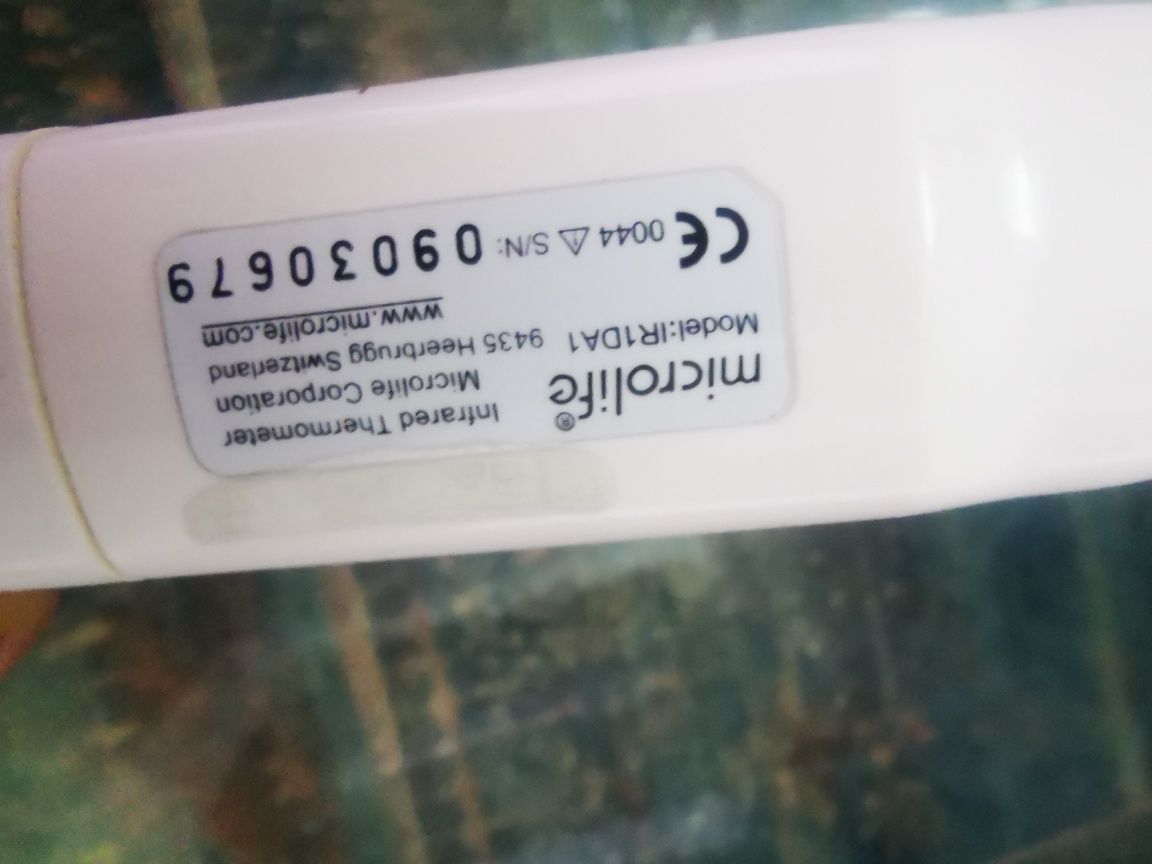 microlife®
Model:IR1DA1
Infrared Thermometer
Microlife Corporation
9435 Heerbrugg Switzerland
www.microlife.com
CE 0044 ⚠ S/N: 09030679